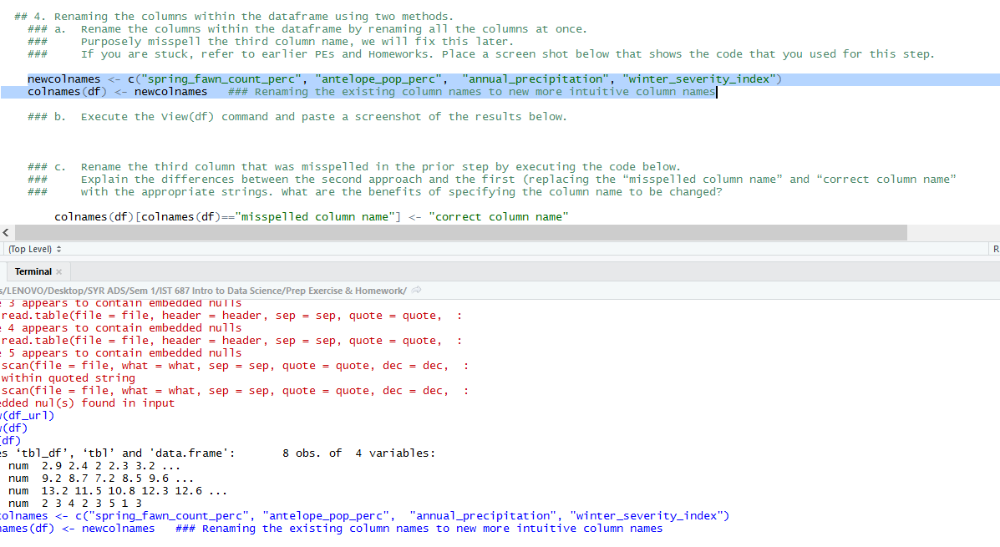 ## 4. Renaming the columns within the dataframe using two methods.
### a. Rename the columns within the dataframe by renaming all the columns at once.
### Purposely misspell the third column name, we will fix this later.
### If you are stuck, refer to earlier PEs and Homeworks. Place a screen shot below that shows the code that you used for this step.
newcolnames <- c("spring_fawn_count_perc", "antelope_pop_perc", "annual_precipitation", "winter_severity_index")
colnames(df) <- newcolnames ### Renaming the existing column names to new more intuitive column names
### b. Execute the View(df) command and paste a screenshot of the results below.
### c. Rename the third column that was misspelled in the prior step by executing the code below.
### Explain the differences between the second approach and the first (replacing the “misspelled column name” and “correct column name”
### with the appropriate strings. What are the benefits of specifying the column name to be changed?
colnames(df)[colnames(df)=="misspelled column name"] <- "correct column name"
(Top Level)
R
Terminal
s/LENOVO/Desktop/SYR ADS/Sem 1/IST 687 Intro to Data Science/Prep Exercise & Homework/
e 3 appears to contain embedded nulls
read.table(file = file, header = header, sep = sep, quote = quote, :
e 4 appears to contain embedded nulls
read.table(file = file, header = header, sep = sep, quote = quote, :
e 5 appears to contain embedded nulls
scan(file = file, what = what, sep = sep, quote = quote, dec = dec, :
within quoted string
scan(file = file, what = what, sep = sep, quote = quote, dec = dec, :
edded nul(s) found in input
w(df_url)
w(df)
(df)
es ‘tbl_df’, ‘tbl’ and 'data.frame': 8 obs. of 4 variables:
num 2.9 2.4 2 2.3 3.2 ...
num 9.2 8.7 7.2 8.5 9.6 ...
num 13.2 11.5 10.8 12.3 12.6 ...
num 2 3 4 2 3 5 1 3
colnames <- c("spring_fawn_count_perc", "antelope_pop_perc", "annual_precipitation", "winter_severity_index")
names(df) <- newcolnames ### Renaming the existing column names to new more intuitive column names